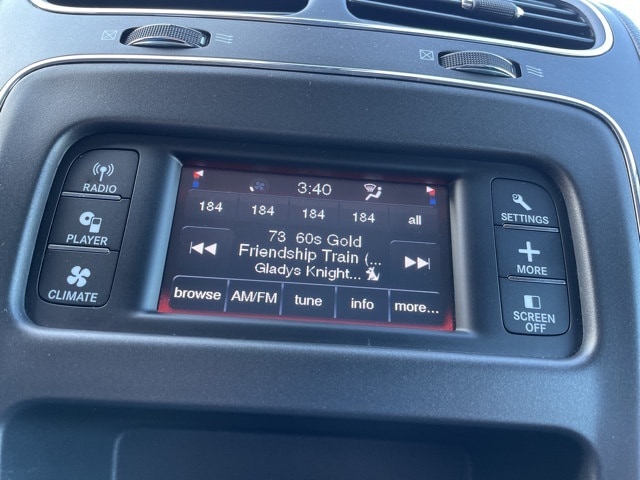 3:40
184 184 184 184 all
73 60s Gold
Friendship Train (...
Gladys Knight...
browse AM/FM tune info more...
RADIO
PLAYER
CLIMATE
SETTINGS
MORE
SCREEN
OFF